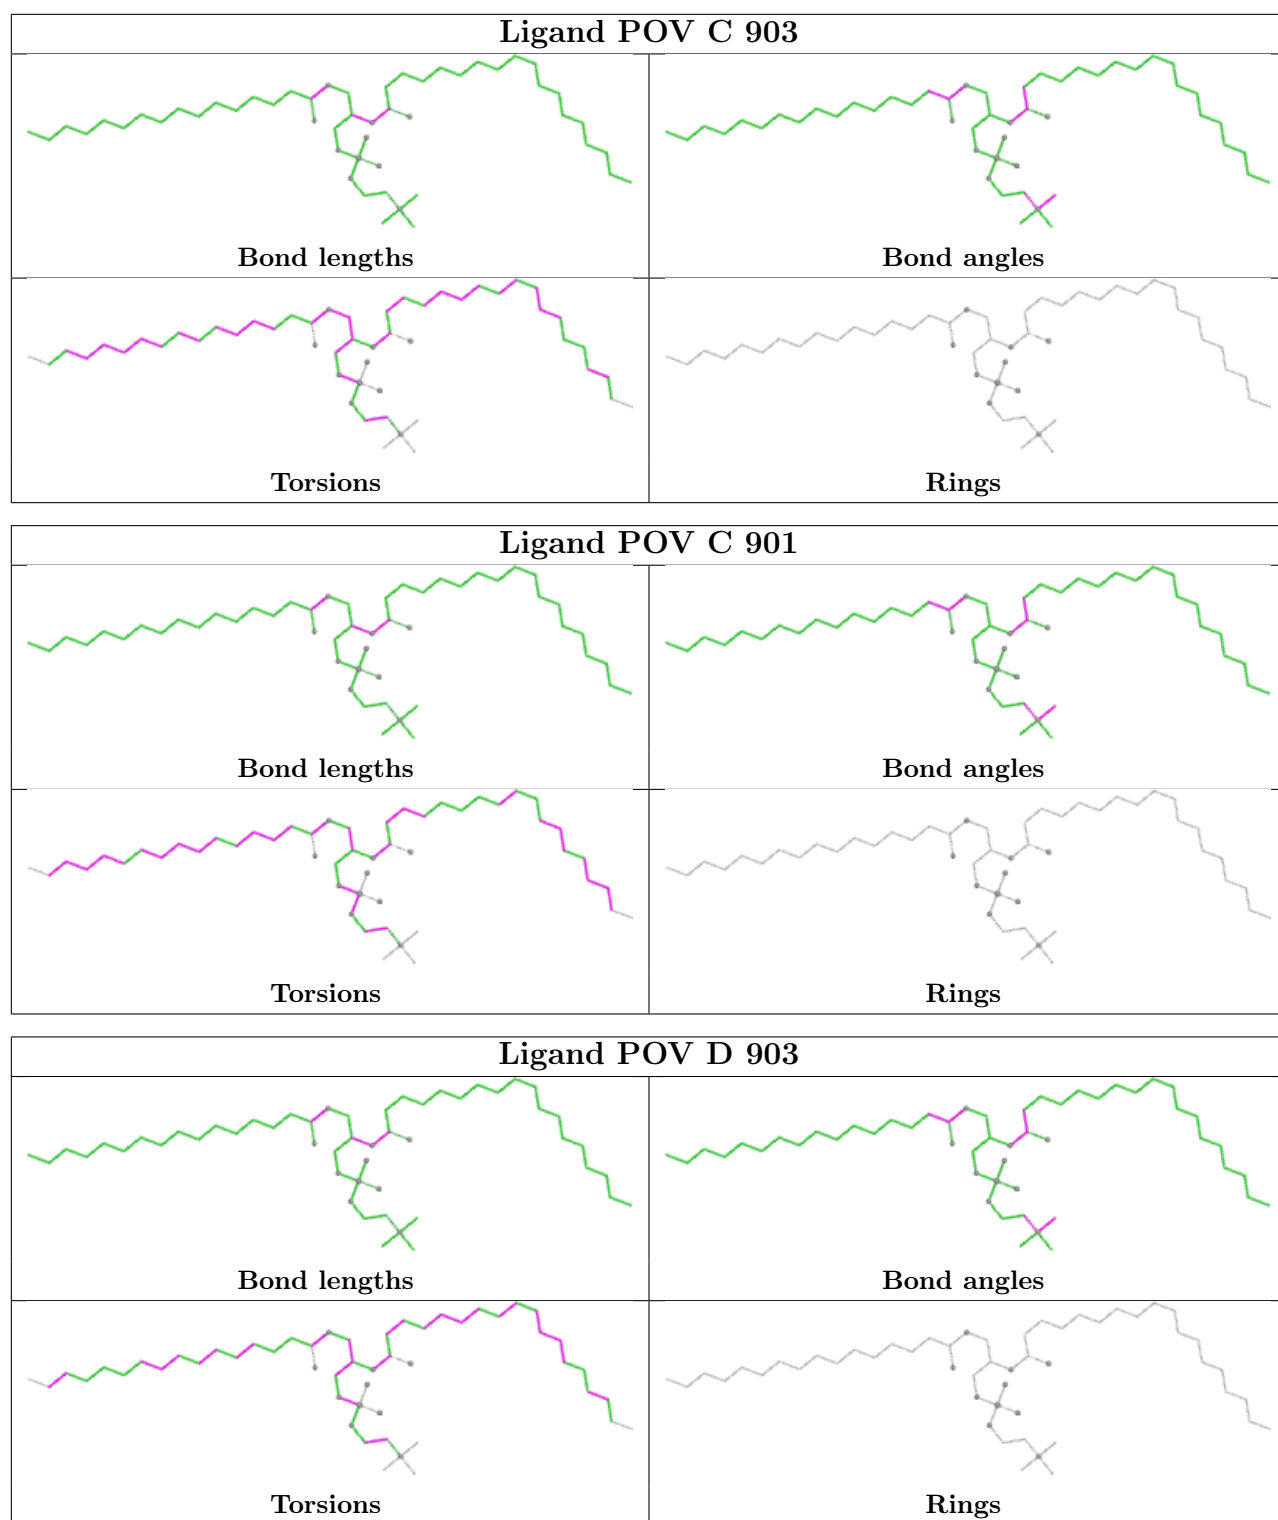 Ligand POV C 903
Bond lengths
Bond angles
Torsions
Rings
Ligand POV C 901
Bond lengths
Bond angles
Torsions
Rings
Ligand POV D 903
Bond lengths
Bond angles
Torsions
Rings